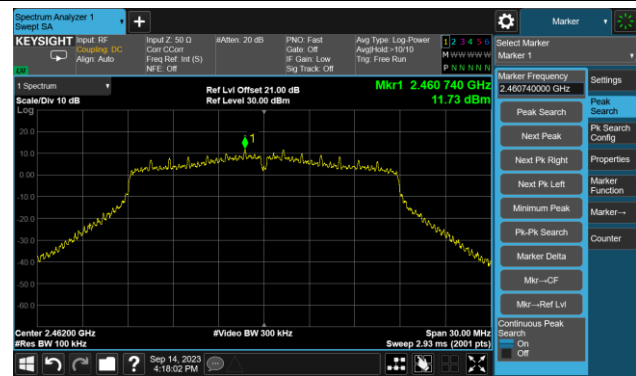 Spectrum Analyzer 1
Swept SA
Marker
KEYSIGHT
Input: RF
Coupling: DC
Align: Auto
Input Z: 50 Ω
Corr CCorr
Freq Ref: Int (S)
NFE: Off
#Atten: 20 dB
PNO: Fast
Gate: Off
IF Gain: Low
Sig Track: Off
Avg Type: Log-Power
Avg|Hold:>10/10
Trig: Free Run
1 2 3 4 5 6
M W W W W W
P N N N N N
LXI
Select Marker
Marker 1
1 Spectrum
Scale/Div 10 dB
Log
Ref Lvl Offset 21.00 dB
Ref Level 30.00 dBm
Mkr1 2.460 740 GHz
11.73 dBm
1
20.0
10.0
0.00
-10.0
-20.0
-30.0
-40.0
-50.0
-60.0
Center 2.46200 GHz
#Res BW 100 kHz
#Video BW 300 kHz
Span 30.00 MHz
Sweep 2.93 ms (2001 pts)
Marker Frequency
2.460740000 GHz
Peak Search
Next Peak
Next Pk Right
Next Pk Left
Minimum Peak
Pk-Pk Search
Marker Delta
Mkr→CF
Mkr→Ref Lvl
Continuous Peak
Search
On
Off
Settings
Peak
Search
Pk Search
Config
Properties
Marker
Function
Marker→
Counter
?
Sep 14, 2023
4:18:02 PM